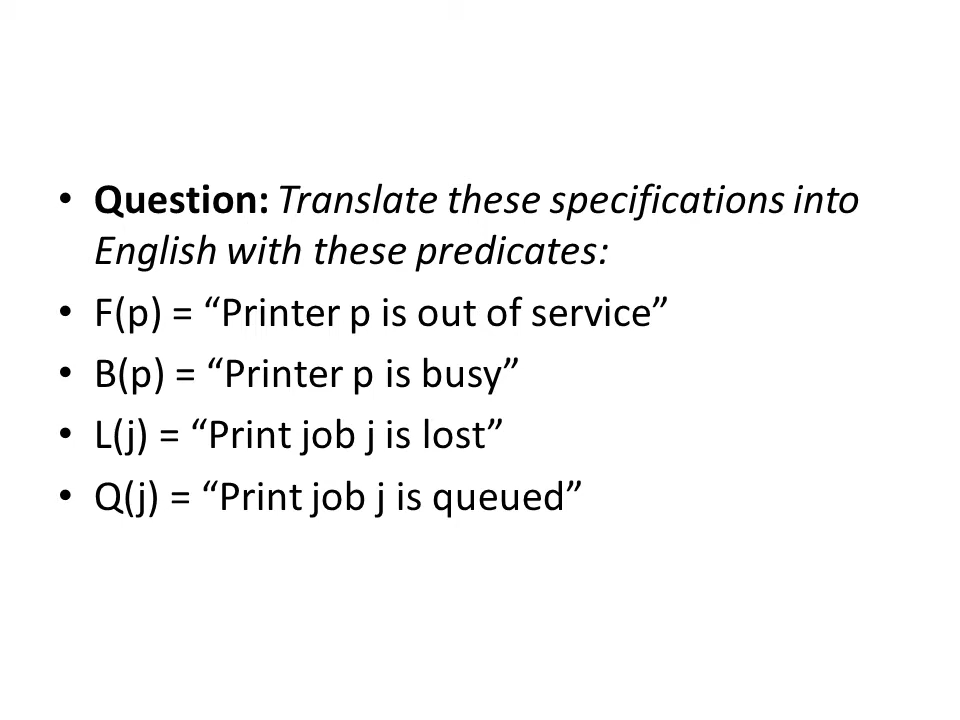 • Question: Translate these specifications into
English with these predicates:
• F(p) = “Printer p is out of service”
• B(p) = “Printer p is busy”
• L(j) = “Print job j is lost”
• Q(j) = “Print job j is queued”